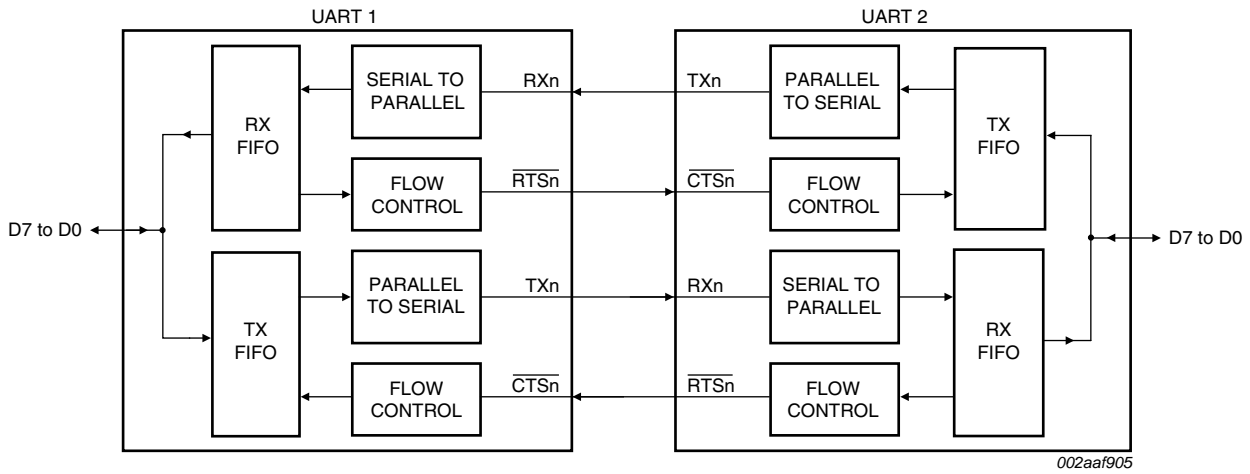 UART 1
UART 2
SERIAL TO
PARALLEL
RXn
TXn
PARALLEL
TO SERIAL
RX
FIFO
TX
FIFO
FLOW
CONTROL
RTSn
CTSn
FLOW
CONTROL
D7 to D0
D7 to D0
PARALLEL
TO SERIAL
TXn
RXn
SERIAL TO
PARALLEL
TX
FIFO
RX
FIFO
FLOW
CONTROL
CTSn
RTSn
FLOW
CONTROL
002aaf905